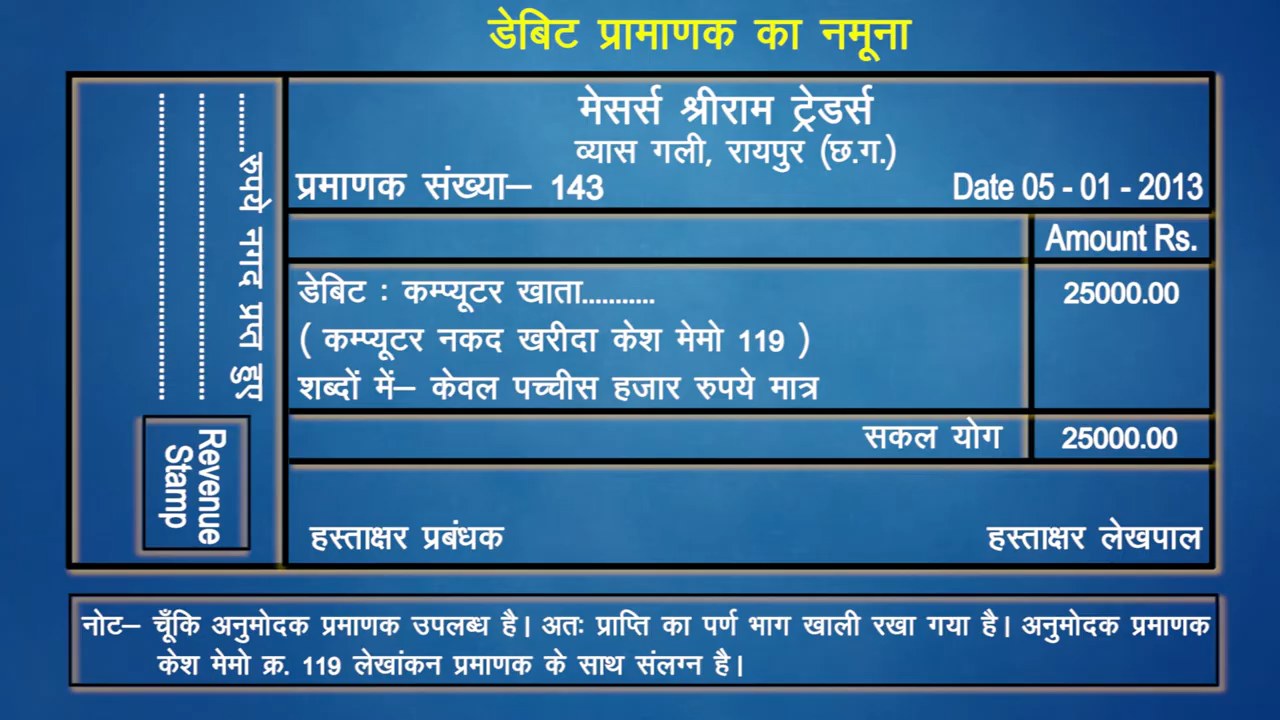 डेबिट प्रामाणक का नमूना
मेसर्स श्रीराम ट्रेडर्स
व्यास गली, रायपुर (छ.ग.)
प्रमाणक संख्या– 143
Date 05 - 01 - 2013
Amount Rs.
डेबिट : कम्प्यूटर खाता...........
25000.00
( कम्प्यूटर नकद खरीदा केश मेमो 119 )
शब्दों में– केवल पच्चीस हजार रुपये मात्र
सकल योग
25000.00
हस्ताक्षर प्रबंधक
हस्ताक्षर लेखपाल
.........रुपये नगद प्रप्त हुए
Revenue
Stamp
नोट– चूँकि अनुमोदक प्रमाणक उपलब्ध है। अतः प्राप्ति का पर्ण भाग खाली रखा गया है। अनुमोदक प्रमाणक
केश मेमो क्र. 119 लेखांकन प्रमाणक के साथ संलग्न है।